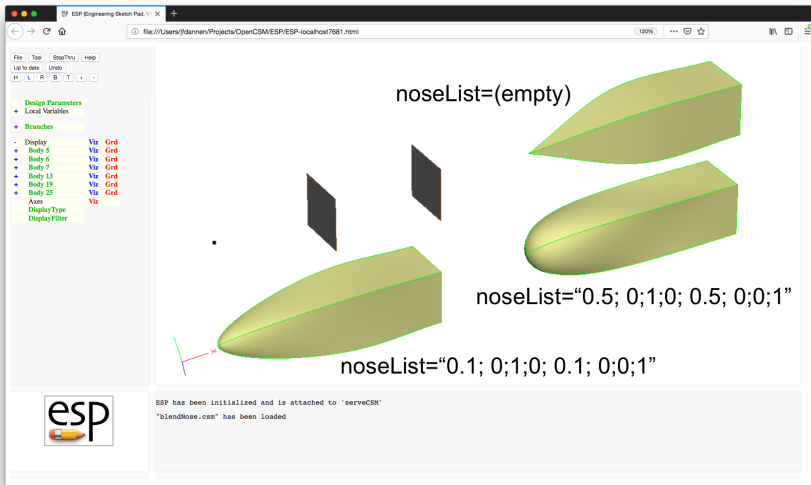 ESP [Engineering Sketch Pad, V
file:///Users/jfdannen/Projects/OpenCSM/ESP/ESP-localhost7681.html
120%
File Tool StepThru Help
Up to date Undo
H L R B T + -
Design Parameters
+ Local Variables
+ Branches
- Display Viz Grd
+ Body 5 Viz Grd
+ Body 6 Viz Grd
+ Body 7 Viz Grd
+ Body 13 Viz Grd
+ Body 19 Viz Grd
+ Body 25 Viz Grd
Axes Viz
DisplayType
DisplayFilter
noseList=(empty)
noseList=“0.5; 0;1;0; 0.5; 0;0;1”
x
noseList=“0.1; 0;1;0; 0.1; 0;0;1”
esp
ESP has been initialized and is attached to 'serveCSM'
"blendNose.csm" has been loaded